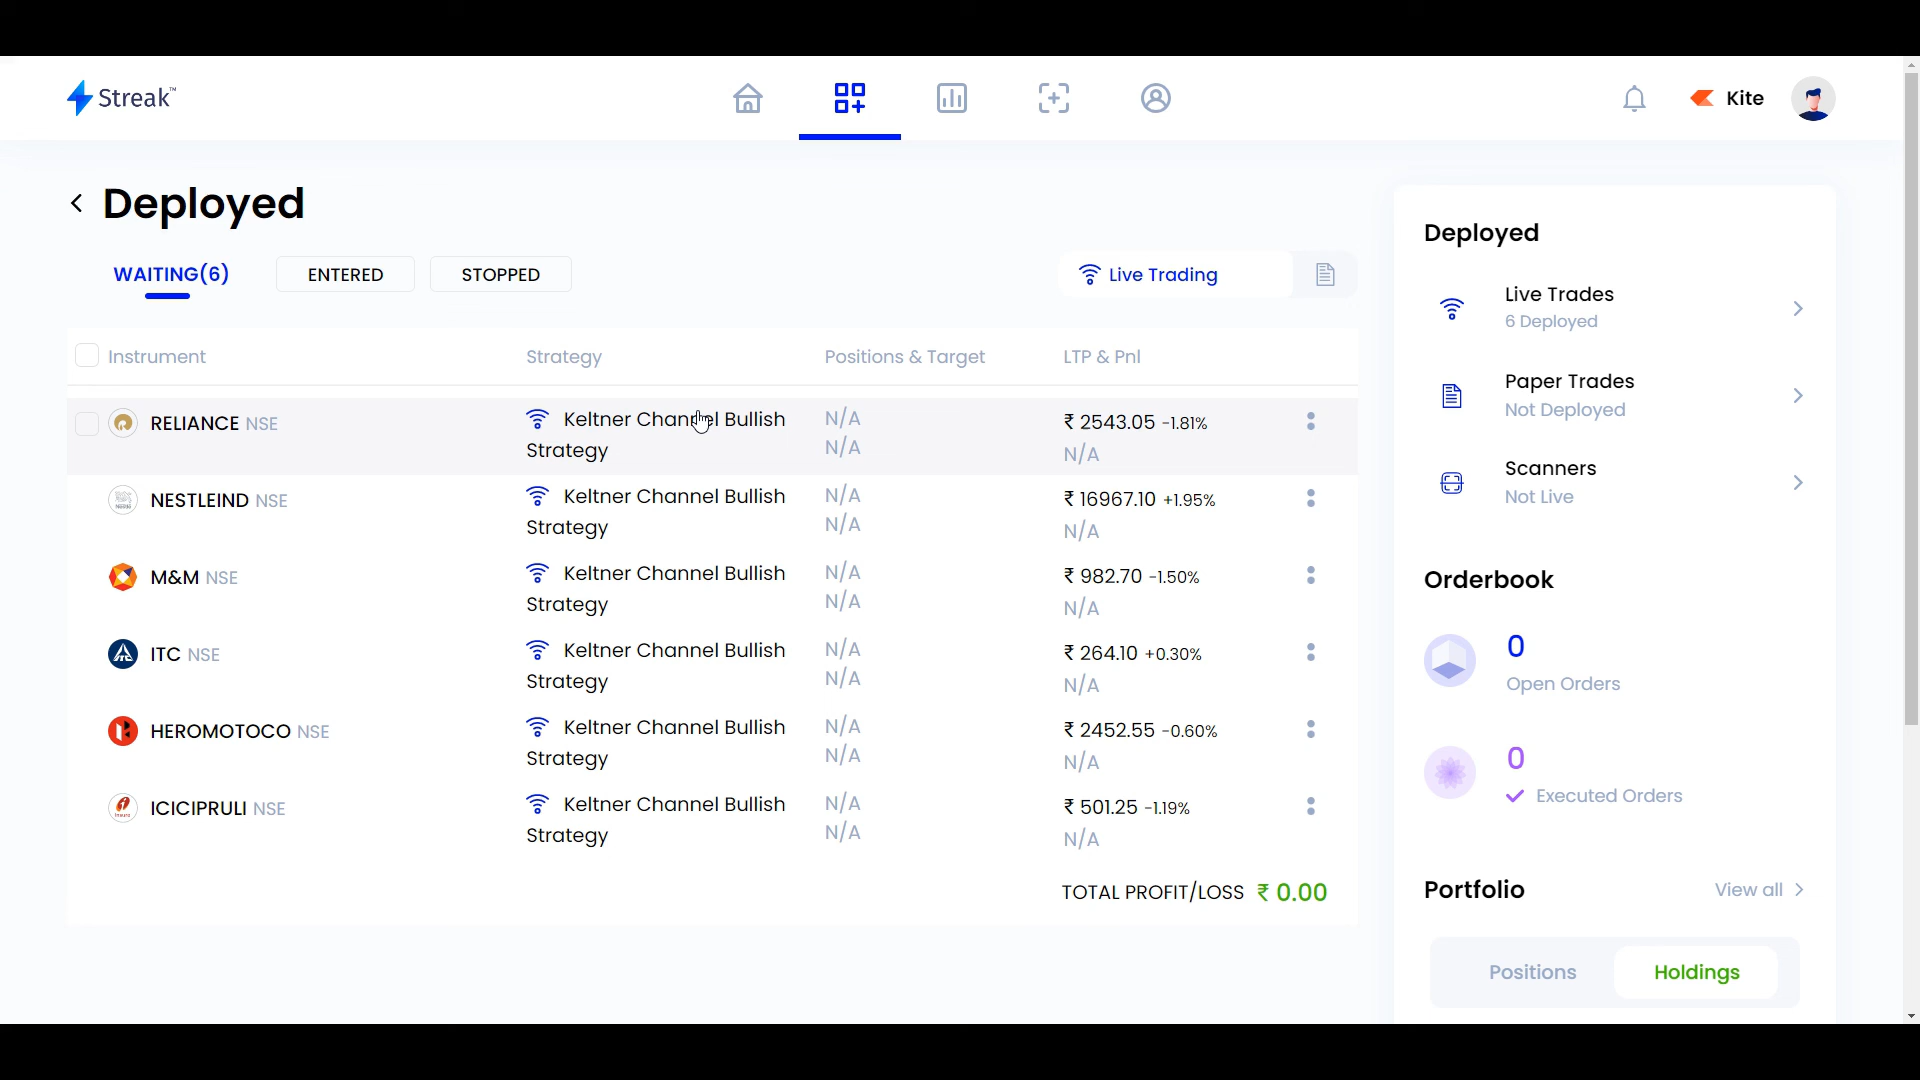 Streak™
Kite
Deployed
WAITING(6)
ENTERED
STOPPED
Live Trading
Instrument
Strategy
Positions & Target
LTP & Pnl
RELIANCE NSE
Keltner Channel Bullish
Strategy
N/A
N/A
₹ 2543.05 -1.81%
N/A
NESTLEIND NSE
Keltner Channel Bullish
Strategy
N/A
N/A
₹ 16967.10 +1.95%
N/A
M&M NSE
Keltner Channel Bullish
Strategy
N/A
N/A
₹ 982.70 -1.50%
N/A
ITC NSE
Keltner Channel Bullish
Strategy
N/A
N/A
₹ 264.10 +0.30%
N/A
HEROMOTOCO NSE
Keltner Channel Bullish
Strategy
N/A
N/A
₹ 2452.55 -0.60%
N/A
ICICIPRULI NSE
Keltner Channel Bullish
Strategy
N/A
N/A
₹ 501.25 -1.19%
N/A
TOTAL PROFIT/LOSS ₹ 0.00
Deployed
Live Trades
6 Deployed
Paper Trades
Not Deployed
Scanners
Not Live
Orderbook
0
Open Orders
0
Executed Orders
Portfolio
View all
Positions
Holdings